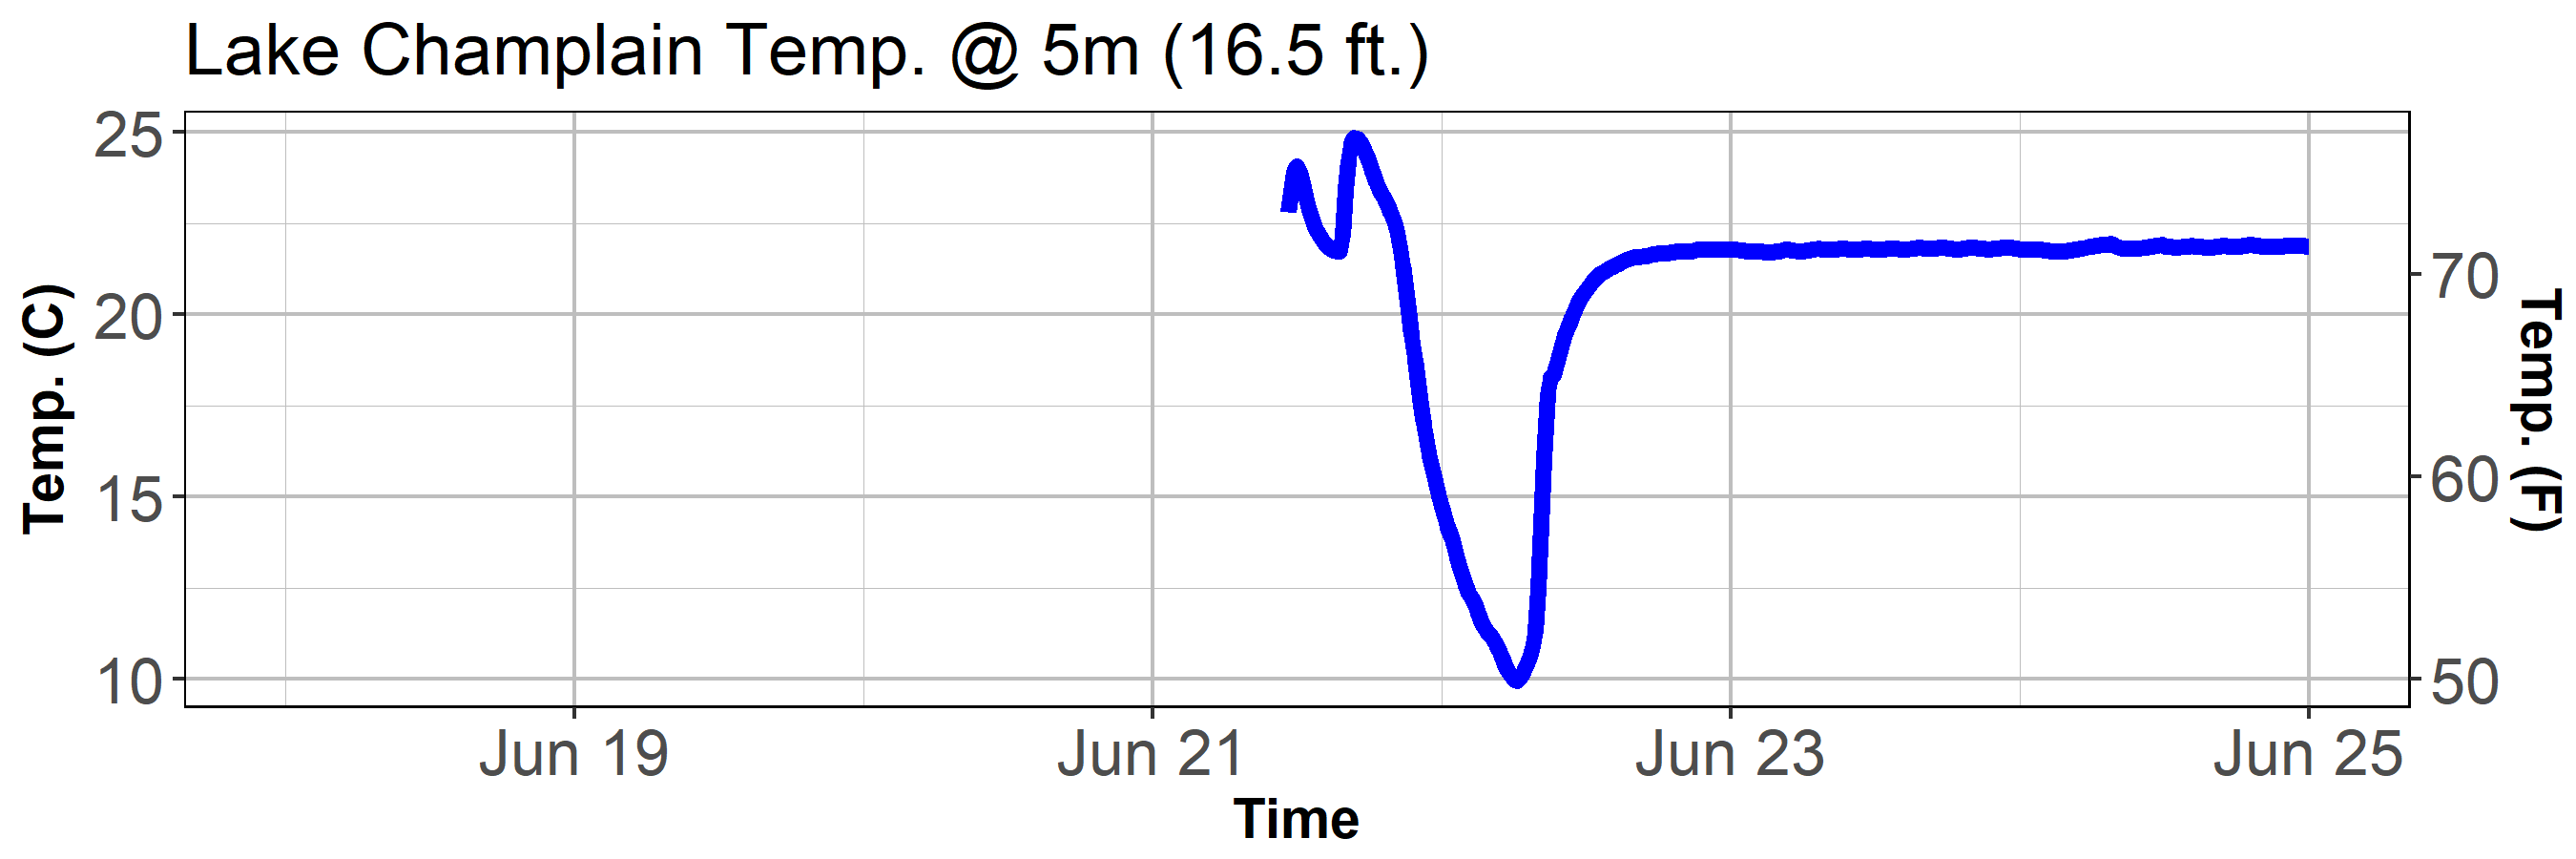 Lake Champlain Temp. @ 5m (16.5 ft.)
25
20
15
10
Temp. (C)
70
60
50
Temp. (F)
Jun 19 Jun 21 Jun 23 Jun 25
Time